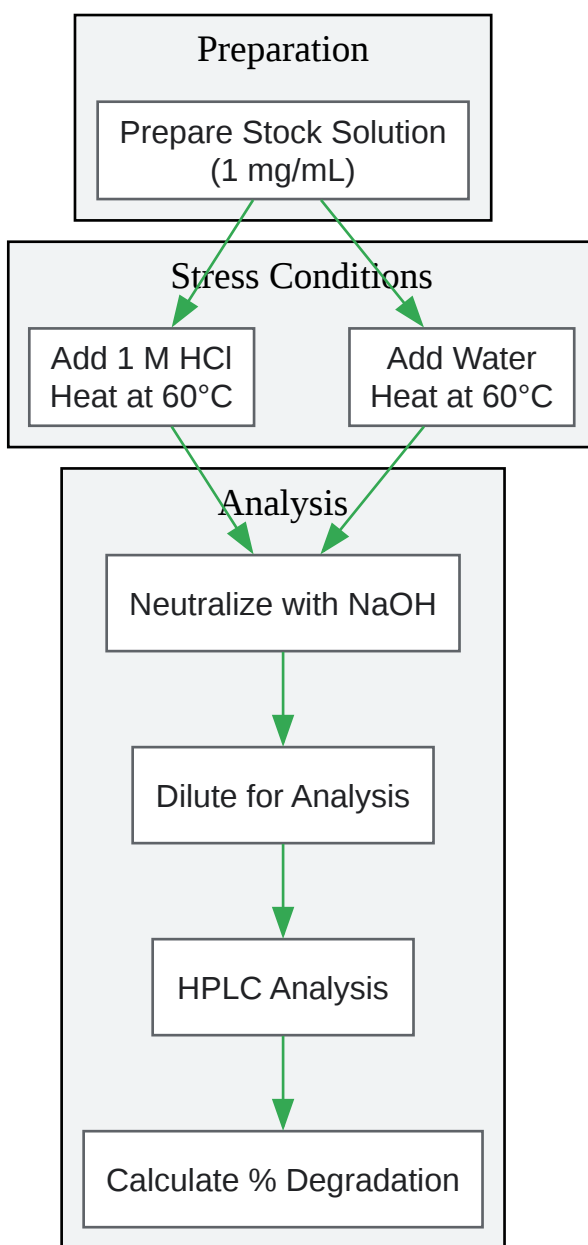 Preparation
Prepare Stock Solution
(1 mg/mL)
Stress Conditions
Add 1 M HCl
Heat at 60°C
Add Water
Heat at 60°C
Analysis
Neutralize with NaOH
Dilute for Analysis
HPLC Analysis
Calculate % Degradation